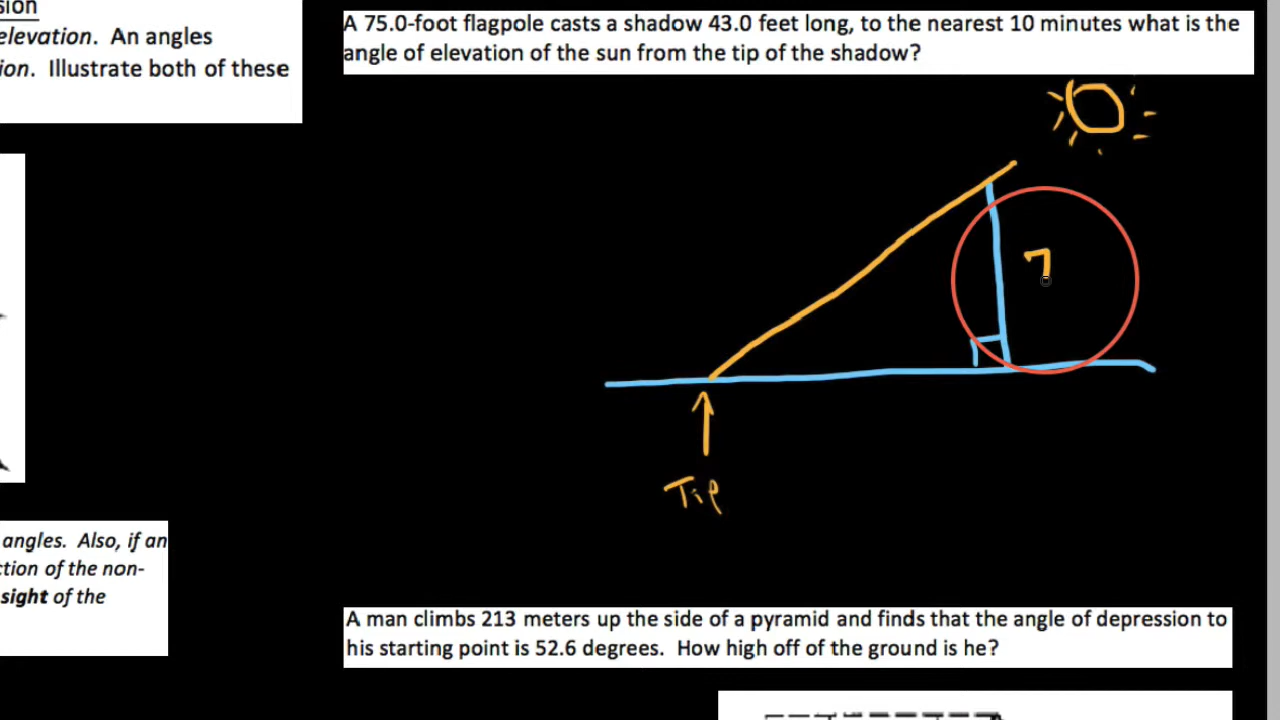 sion
elevation. An angles
ion. Illustrate both of these
A 75.0-foot flagpole casts a shadow 43.0 feet long, to the nearest 10 minutes what is the
angle of elevation of the sun from the tip of the shadow?
7
Tip
angles. Also, if an
ction of the non-
sight of the
A man climbs 213 meters up the side of a pyramid and finds that the angle of depression to
his starting point is 52.6 degrees. How high off of the ground is he?